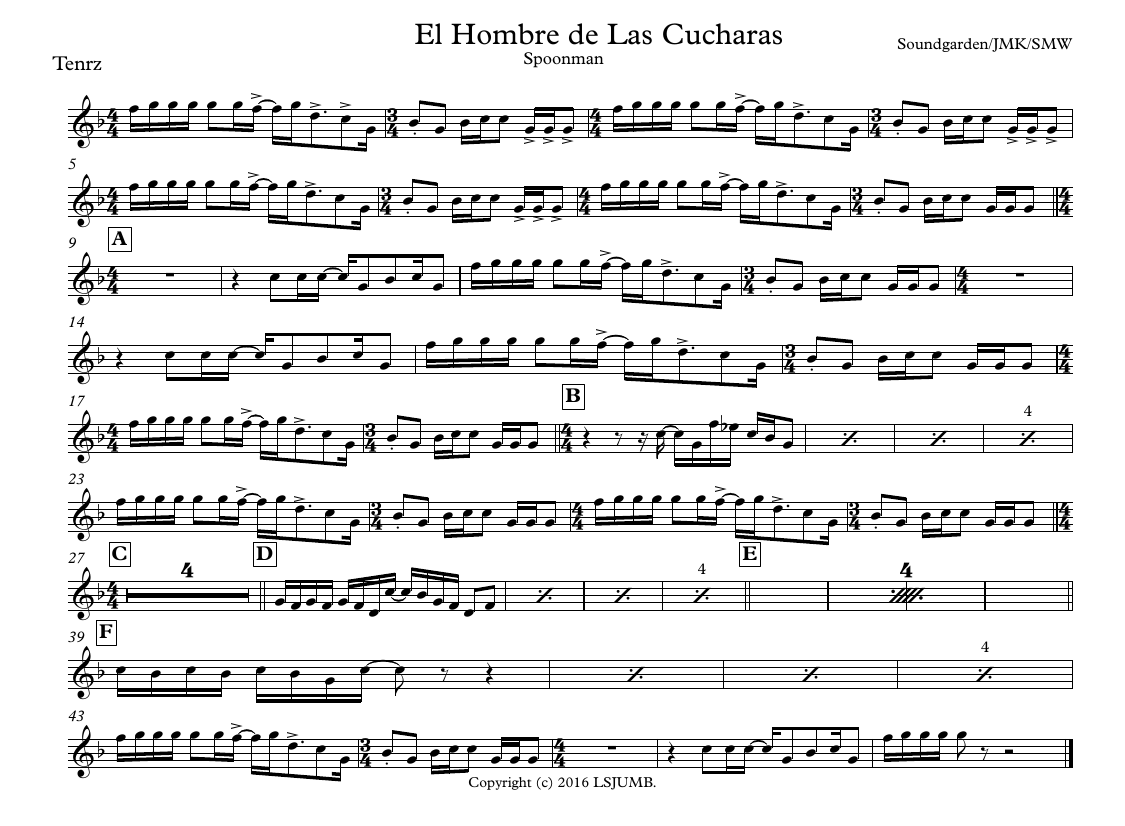 El Hombre de Las Cucharas
Spoonman
Soundgarden/JMK/SMW
Tenrz
5
9
A
14
17
B
4
23
27
C
4
D
4
E
4
39
F
4
43
Copyright (c) 2016 LSJUMB.